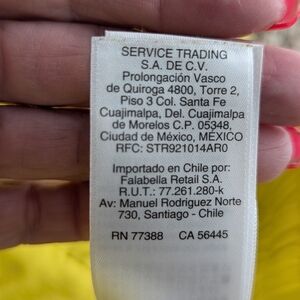 SERVICE TRADING
S.A. DE C.V.
Prolongación Vasco
de Quiroga 4800, Torre 2,
Piso 3 Col. Santa Fe
Cuajimalpa, Del. Cuajimalpa
de Morelos C.P. 05348,
Ciudad de México, MEXICO
RFC: STR921014AR0
Importado en Chile por:
Falabella Retail S.A.
R.U.T.: 77.261.280-k
Av: Manuel Rodriguez Norte
730, Santiago - Chile
RN 77388 CA 56445